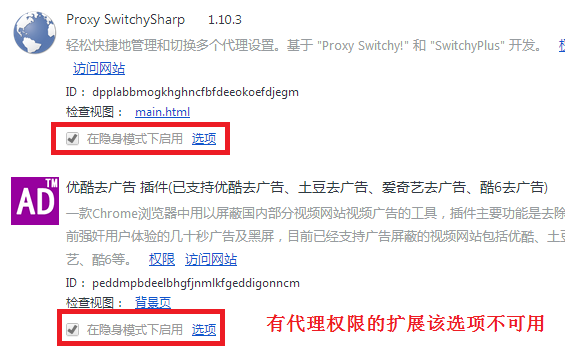 Proxy SwitchySharp 1.10.3
轻松快捷地管理和切换多个代理设置。基于 "Proxy Switchy!" 和 "SwitchyPlus" 开发。
访问网站
ID： dpplabbmogkhghncfbfdeeokoefdjegm
检查视图： main.html
在隐身模式下启用 选项
AD TM
优酷去广告 插件(已支持优酷去广告、土豆去广告、爱奇艺去广告、酷6去广告)
一款Chrome浏览器中用以屏蔽国内部分视频网站视频广告的工具，插件主要功能是去除
前强奸用户体验的几十秒广告及黑屏，目前已经支持广告屏蔽的视频网站包括优酷、土
艺、酷6等。 权限 访问网站
ID： peddmpbdeelbhgfjnmlkfgeddigonncm
检查视图： 背景页
在隐身模式下启用 选项
有代理权限的扩展该选项不可用